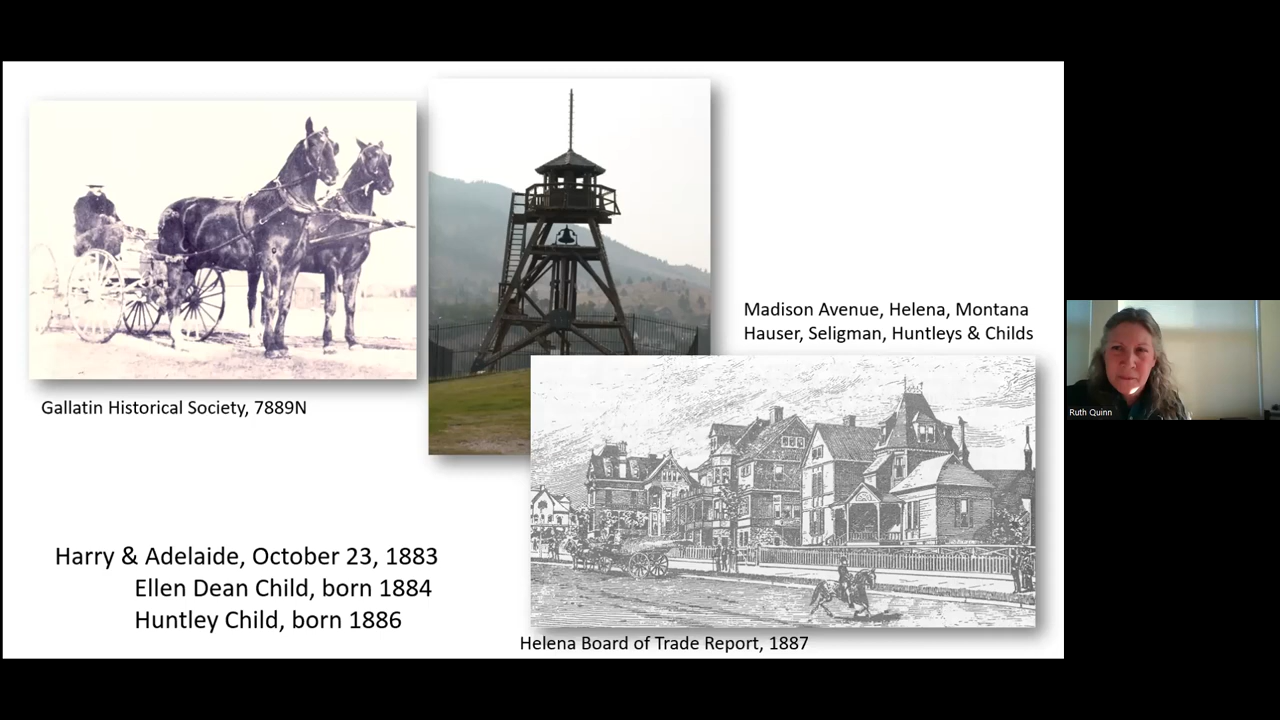 Madison Avenue, Helena, Montana
Hauser, Seligman, Huntleys & Childs
Gallatin Historical Society, 7889N
Ruth Quinn
Harry & Adelaide, October 23, 1883
Ellen Dean Child, born 1884
Huntley Child, born 1886
Helena Board of Trade Report, 1887